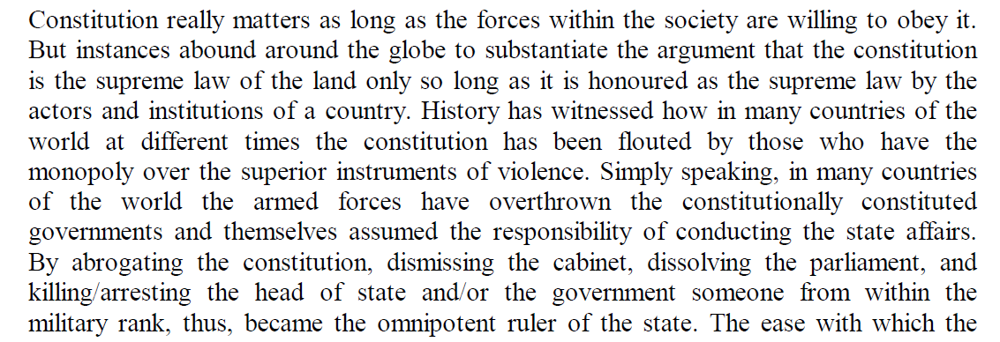 Constitution really matters as long as the forces within the society are willing to obey it.
But instances abound around the globe to substantiate the argument that the constitution
is the supreme law of the land only so long as it is honoured as the supreme law by the
actors and institutions of a country. History has witnessed how in many countries of the
world at different times the constitution has been flouted by those who have the
monopoly over the superior instruments of violence. Simply speaking, in many countries
of the world the armed forces have overthrown the constitutionally constituted
governments and themselves assumed the responsibility of conducting the state affairs.
By abrogating the constitution, dismissing the cabinet, dissolving the parliament, and
killing/arresting the head of state and/or the government someone from within the
military rank, thus, became the omnipotent ruler of the state. The ease with which the